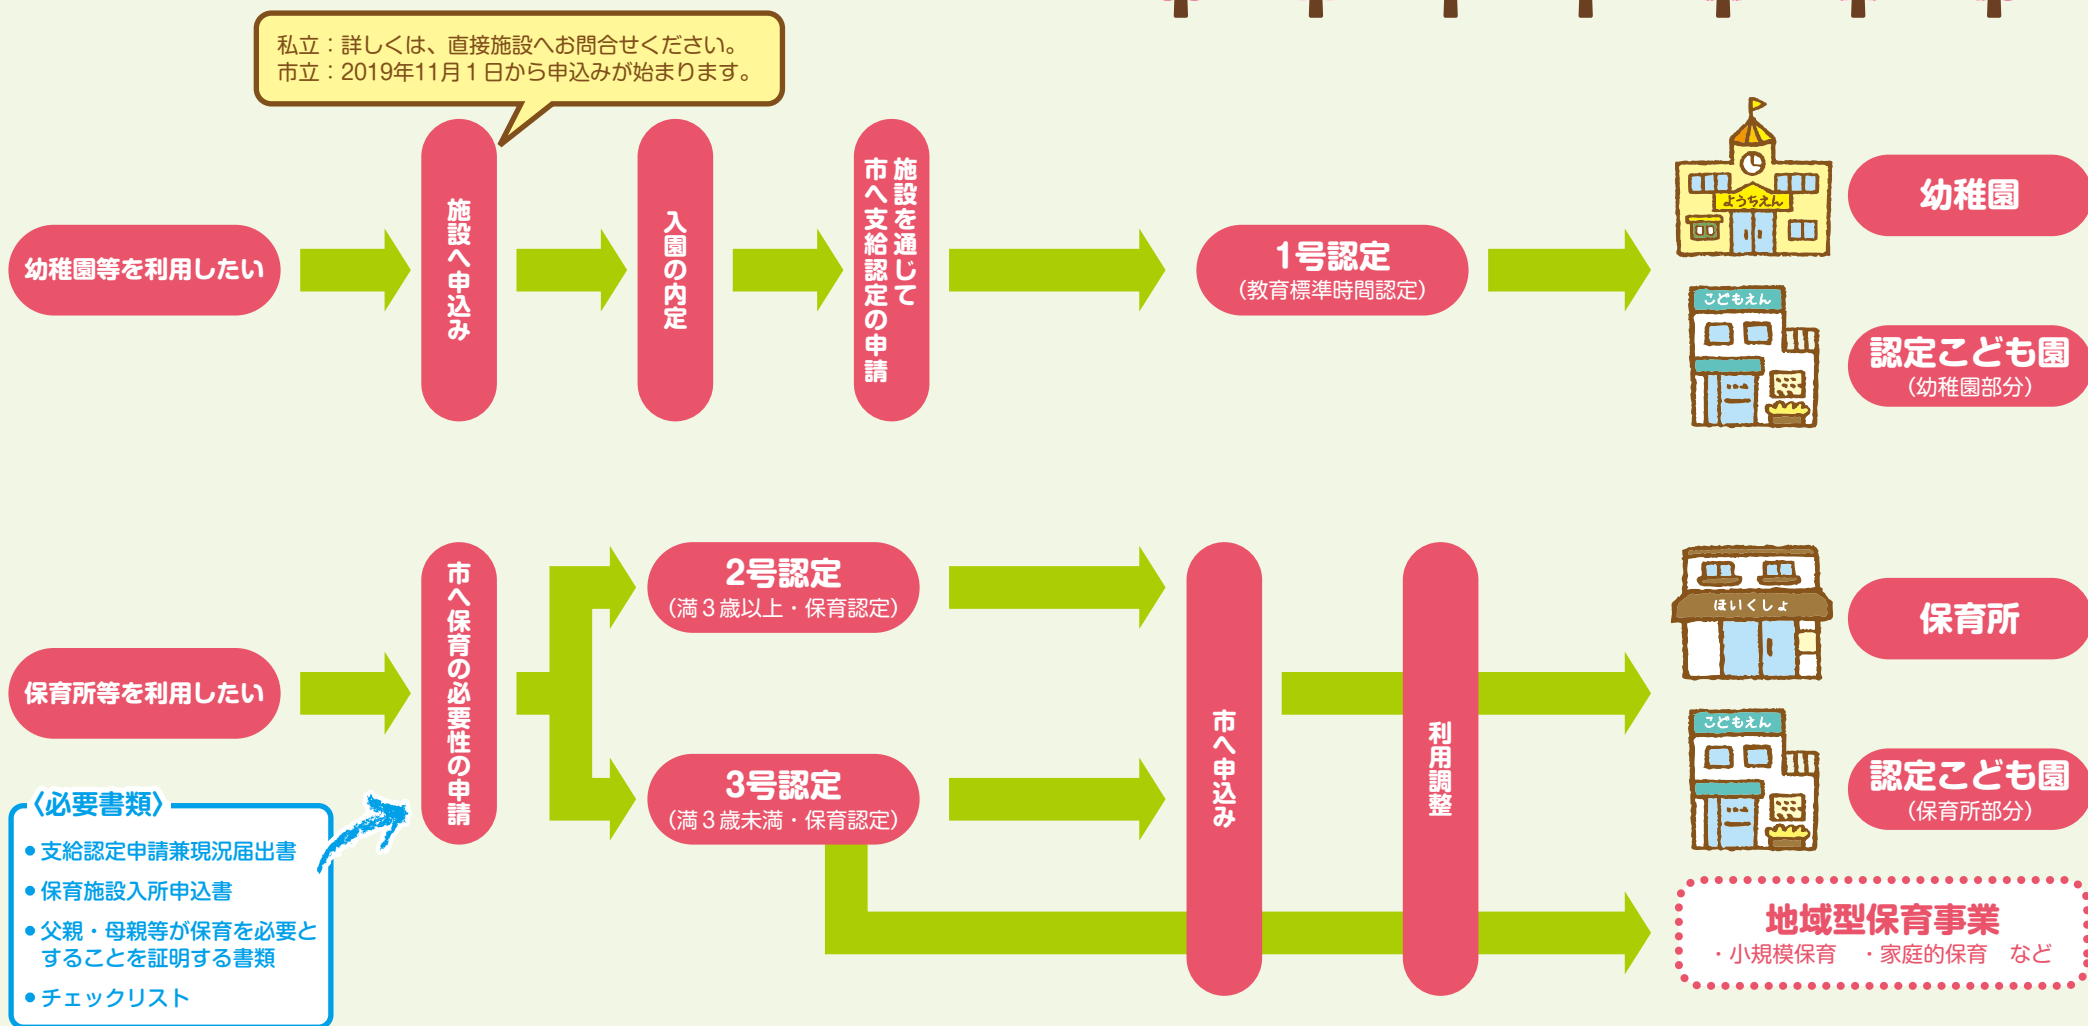 私立：詳しくは、直接施設へお問合せください。
市立：2019年11月１日から申込みが始まります。
幼稚園等を利用したい
施設へ申込み
入園の内定
施設を通じて
市へ支給認定の申請
1号認定
（教育標準時間認定）
ようちえん
幼稚園
こどもえん
認定こども園
（幼稚園部分）
保育所等を利用したい
市へ保育の必要性の申請
2号認定
（満３歳以上・保育認定）
3号認定
（満３歳未満・保育認定）
市へ申込み
利用調整
ほいくしょ
保育所
こどもえん
認定こども園
（保育所部分）
地域型保育事業
・小規模保育　・家庭的保育　など
〈必要書類〉
●支給認定申請兼現況届出書
●保育施設入所申込書
●父親・母親等が保育を必要と
することを証明する書類
●チェックリスト